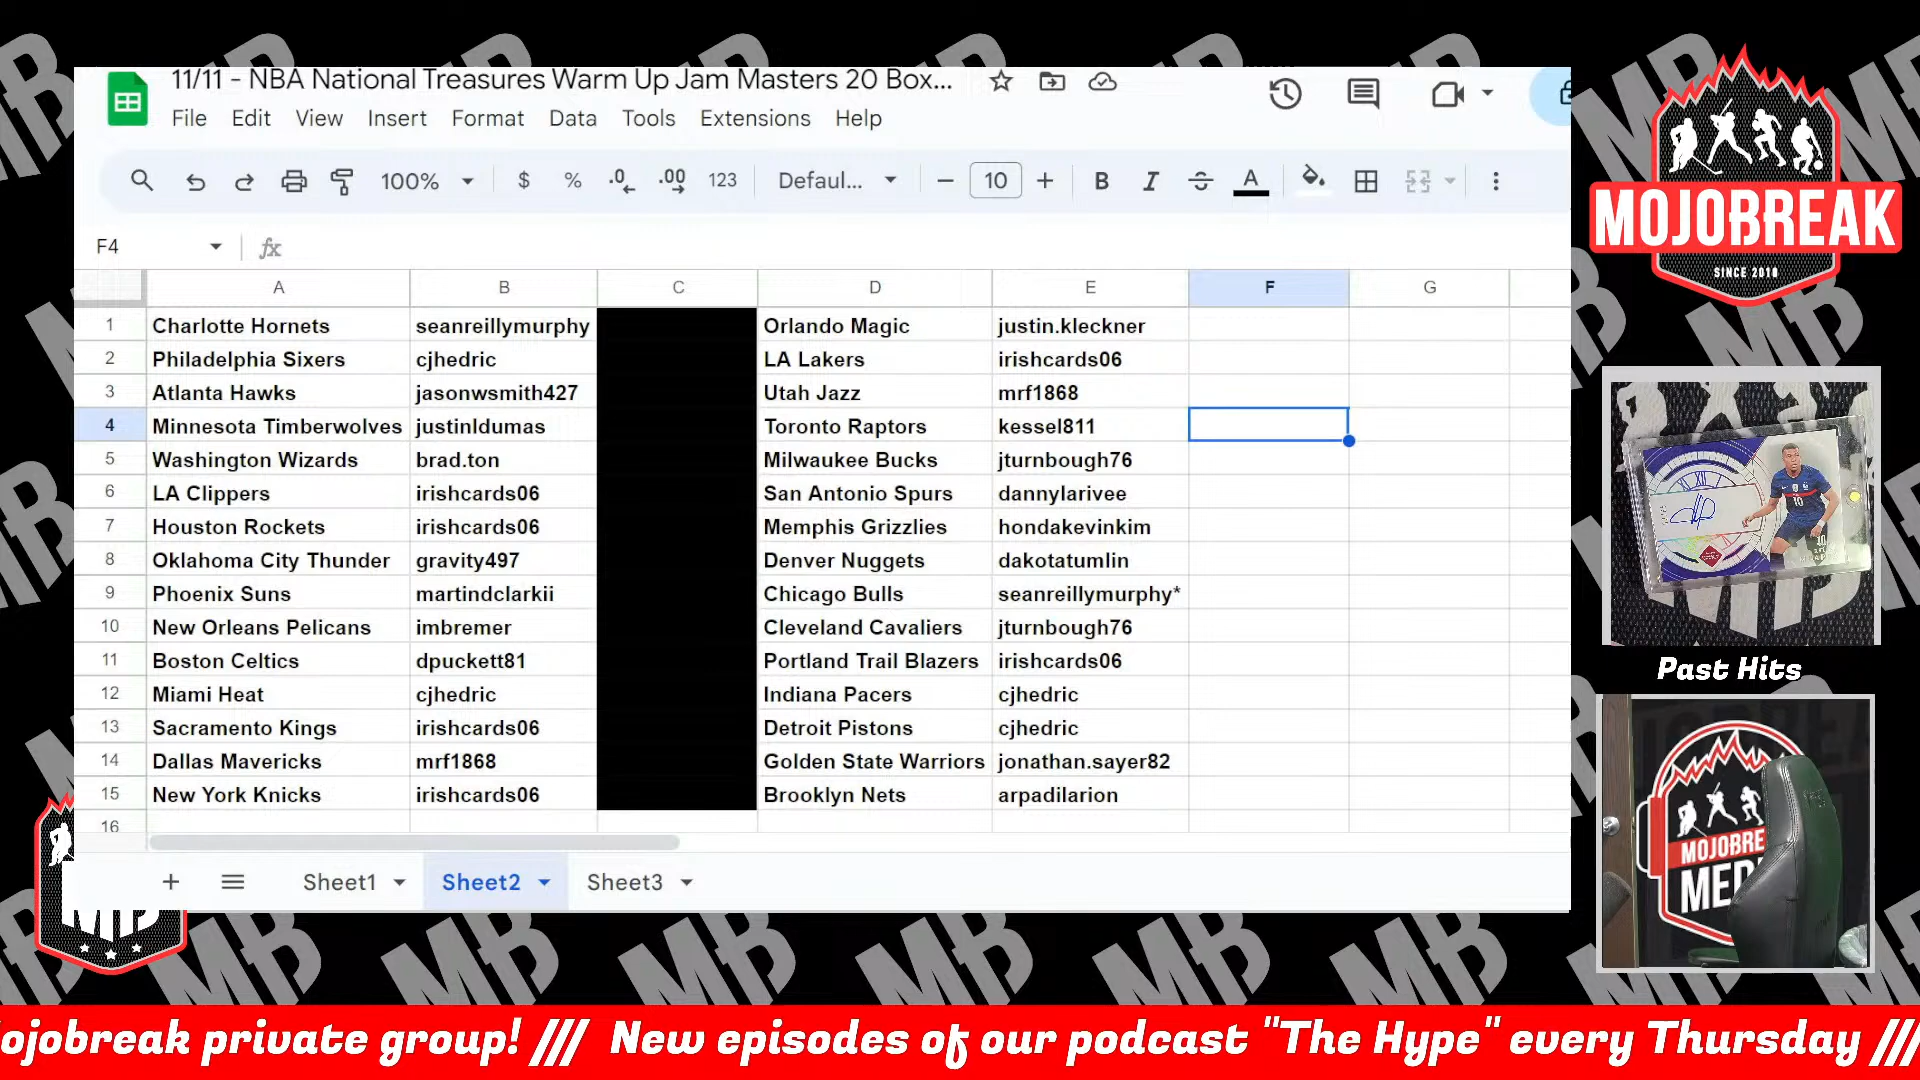 11/11 - NBA National Treasures Warm Up Jam Masters 20 Box...
File Edit View Insert Format Data Tools Extensions Help
100% $ % .0 .00 123 Defaul... 10 B I S A
F4 fx
A B C D E F G
1 Charlotte Hornets seanreillymurphy Orlando Magic justin.kleckner
2 Philadelphia Sixers cjhedric LA Lakers irishcards06
3 Atlanta Hawks jasonwsmith427 Utah Jazz mrf1868
4 Minnesota Timberwolves justinldumas Toronto Raptors kessel811
5 Washington Wizards brad.ton Milwaukee Bucks jturnbough76
6 LA Clippers irishcards06 San Antonio Spurs dannylarivee
7 Houston Rockets irishcards06 Memphis Grizzlies hondakevinkim
8 Oklahoma City Thunder gravity497 Denver Nuggets dakotatumlin
9 Phoenix Suns martindclarkii Chicago Bulls seanreillymurphy*
10 New Orleans Pelicans imbremer Cleveland Cavaliers jturnbough76
11 Boston Celtics dpuckett81 Portland Trail Blazers irishcards06
12 Miami Heat cjhedric Indiana Pacers cjhedric
13 Sacramento Kings irishcards06 Detroit Pistons cjhedric
14 Dallas Mavericks mrf1868 Golden State Warriors jonathan.sayer82
15 New York Knicks irishcards06 Brooklyn Nets arpadilarion
16
+ Sheet1 Sheet2 Sheet3
MOJOBREAK
SINCE 2010
Past Hits
MOJOBREA
MED
MB
ojobreak private group! /// New episodes of our podcast "The Hype" every Thursday ///